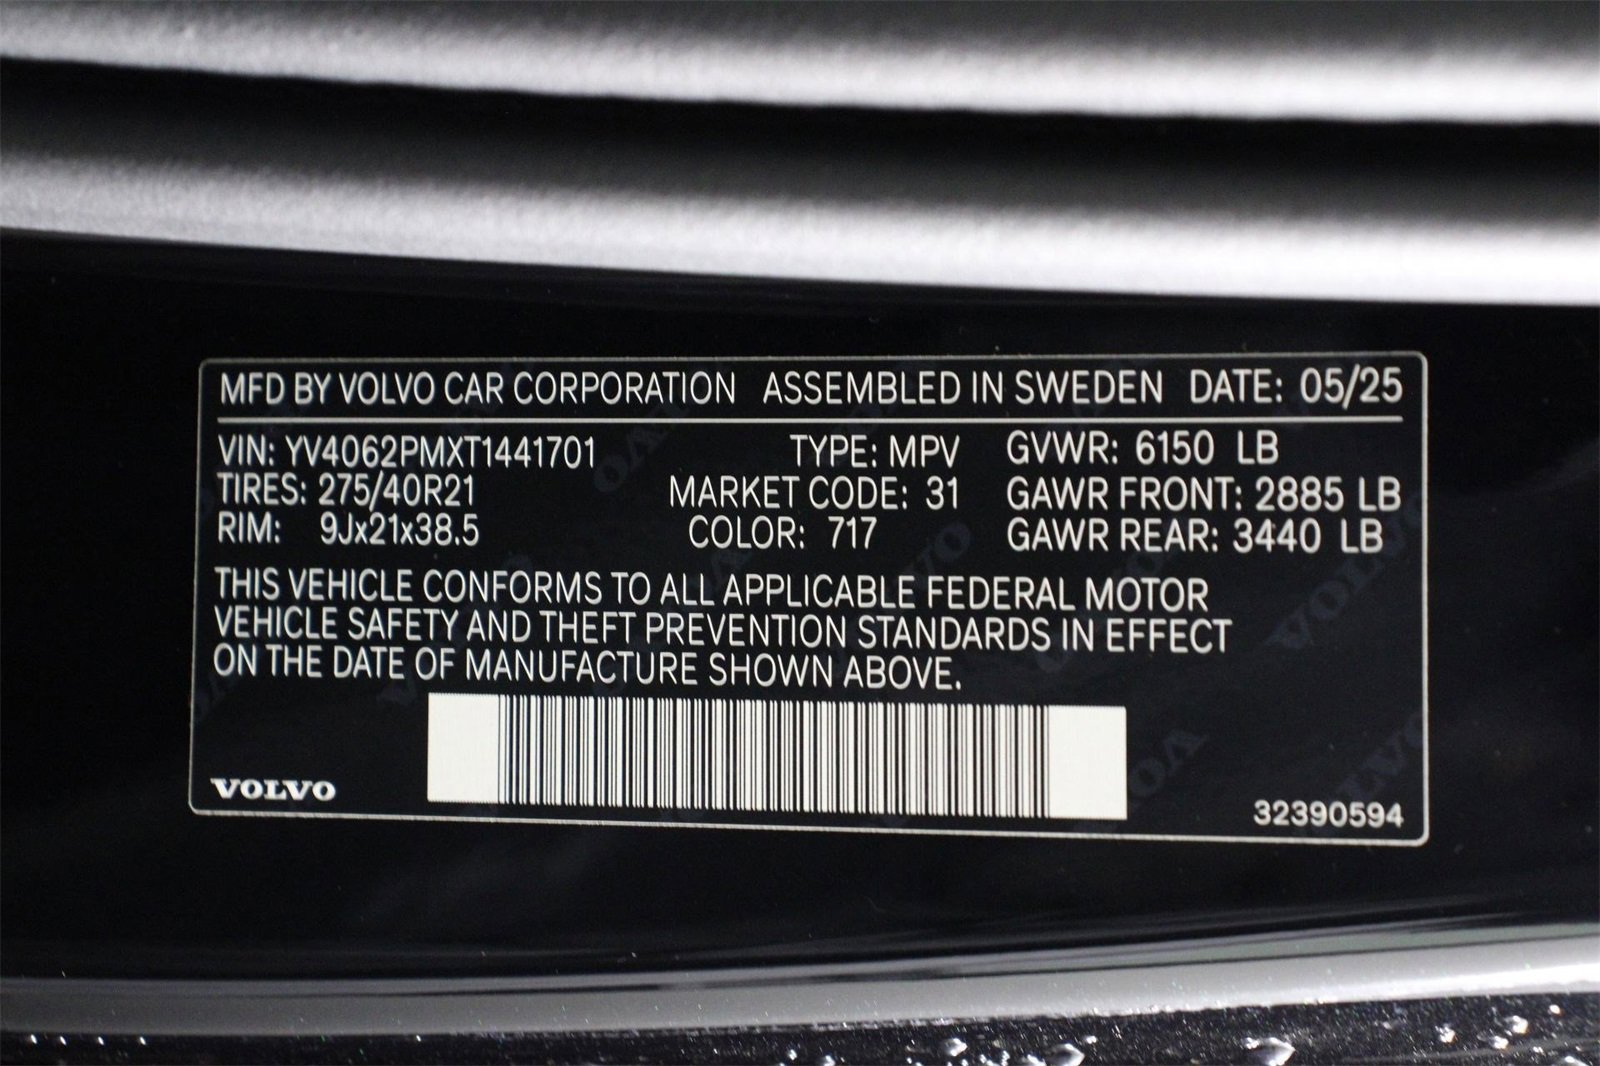 MFD BY VOLVO CAR CORPORATION ASSEMBLED IN SWEDEN DATE: 05/25
VIN: YV4062PMXT1441701 TYPE: MPV GVWR: 6150 LB
TIRES: 275/40R21 MARKET CODE: 31 GAWR FRONT: 2885 LB
RIM: 9Jx21x38.5 COLOR: 717 GAWR REAR: 3440 LB
THIS VEHICLE CONFORMS TO ALL APPLICABLE FEDERAL MOTOR
VEHICLE SAFETY AND THEFT PREVENTION STANDARDS IN EFFECT
ON THE DATE OF MANUFACTURE SHOWN ABOVE.
VOLVO 32390594